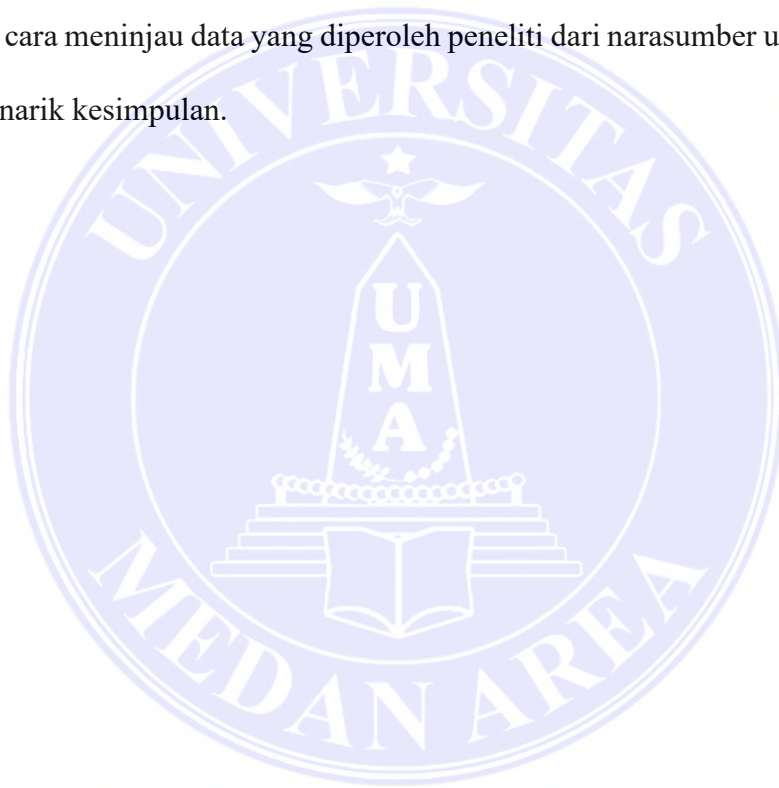 cara meninjau data yang diperoleh peneliti dari narasumber u
narik kesimpulan.
UNIVERSITAS
U
M
A
MEDAN AREA